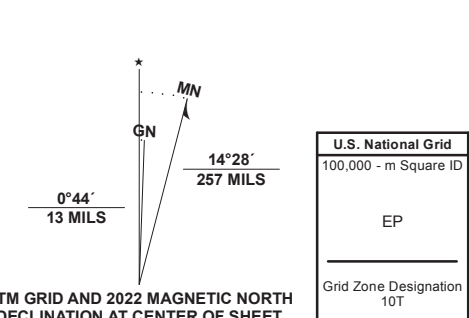 MN
GN
14°28´
257 MILS
0°44´
13 MILS
TM GRID AND 2022 MAGNETIC NORTH
DECLINATION AT CENTER OF SHEET
U.S. National Grid
100,000 - m Square ID
EP
Grid Zone Designation
10T